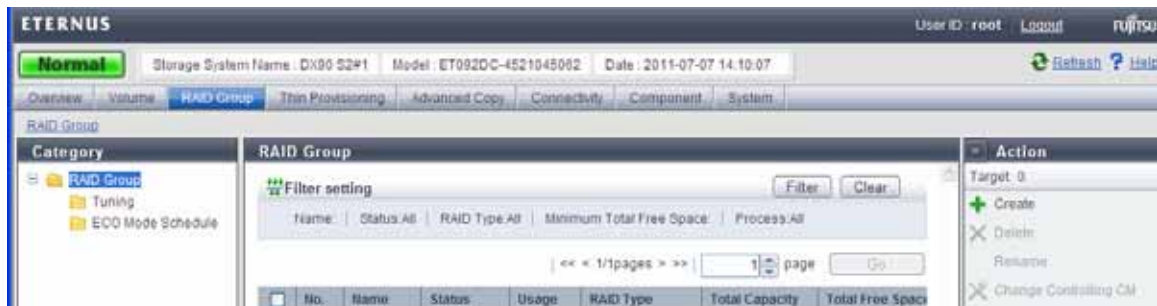 ETERNUS User ID : root Logout FUJITSU
Normal Storage System Name : DX90 S2#1 Model : ET092DC-4521045062 Date : 2011-07-07 14:10:07 Refresh ? Help
Overview Volume RAID Group Thin Provisioning Advanced Copy Connectivity Component System
RAID Group
Category
RAID Group
Tuning
ECO Mode Schedule
RAID Group
Filter setting Filter Clear
Name: | Status:All | RAID Type:All | Minimum Total Free Space: | Process:All
| << < 1/1pages > >> | 1 page Go
No. Name Status Usage RAID Type Total Capacity Total Free Space
Action
Target: 0
Create
Delete
Rename
Change Controlling CM